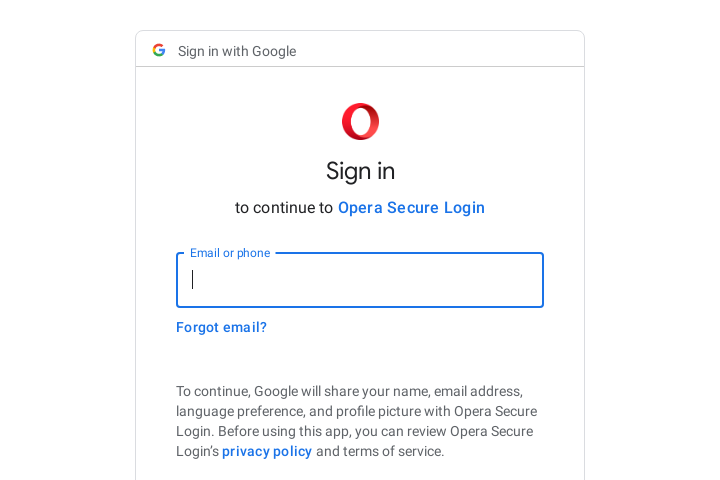 Sign in with Google
Sign in
to continue to Opera Secure Login
Email or phone
Forgot email?
To continue, Google will share your name, email address,
language preference, and profile picture with Opera Secure
Login. Before using this app, you can review Opera Secure
Login’s privacy policy and terms of service.